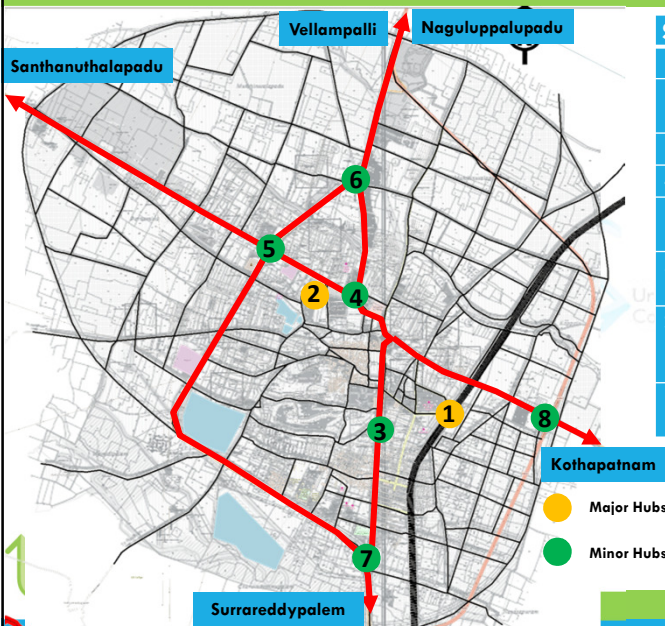 Vellampalli
Naguluppalupadu
Santhanuthalapadu
6
5
2
4
1
8
3
Kothapatnam
Major Hubs
Minor Hubs
7
Surrareddypalem